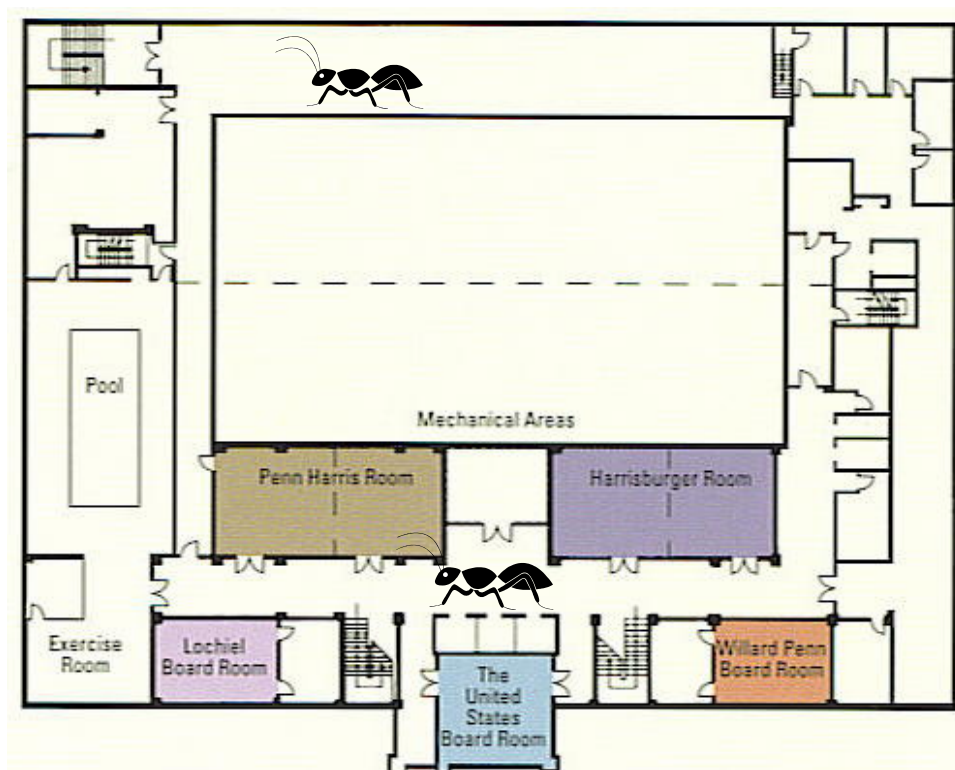 Pool
Mechanical Areas
Penn Harris Room
Harrisburger Room
Exercise
Room
Lochiel
Board Room
The
United
States
Board Room
Willard Penn
Board Room